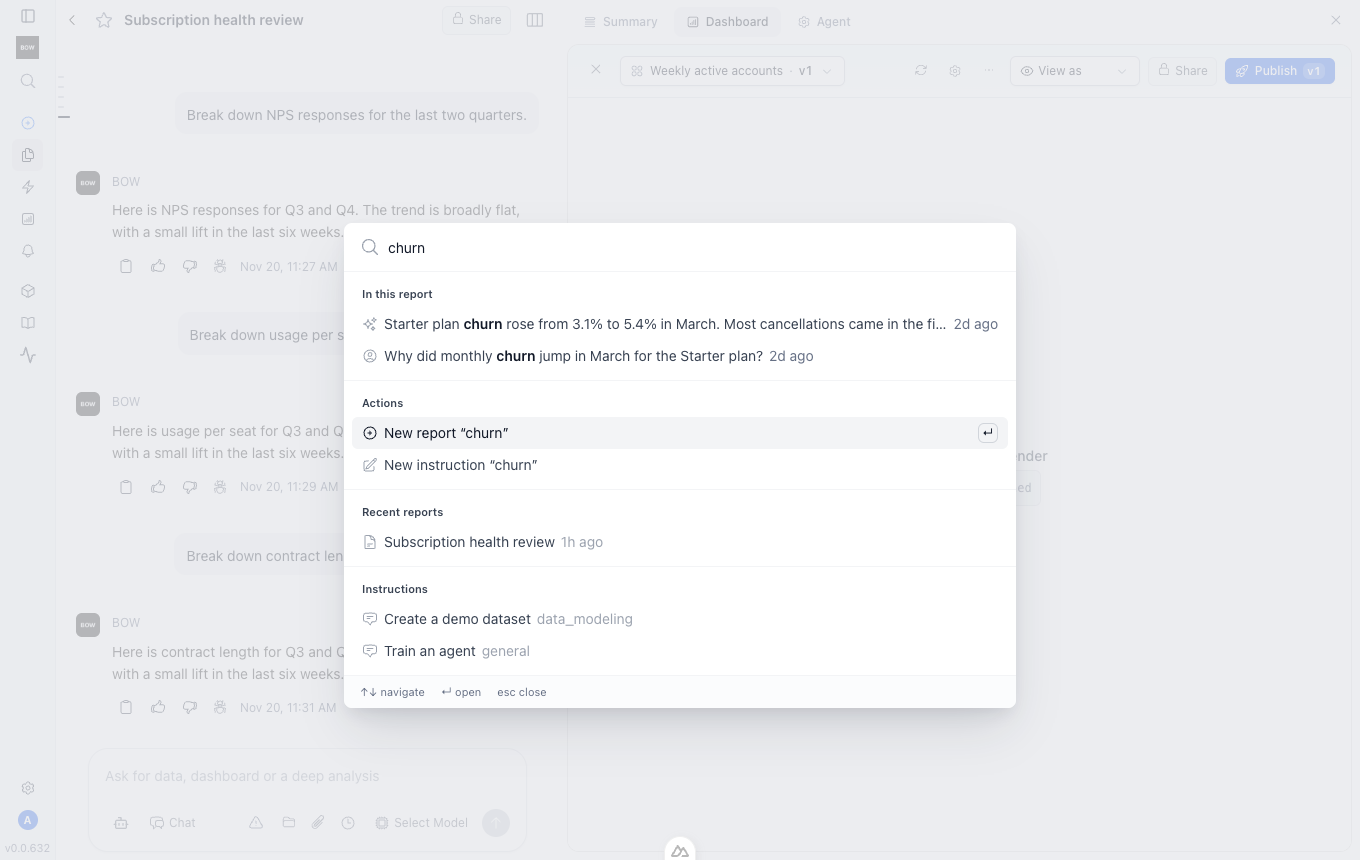 Subscription health review
Share
Summary
Dashboard
Agent
BOW
Weekly active accounts · v1
View as
Share
Publish v1
Break down NPS responses for the last two quarters.
BOW
BOW
Here is NPS responses for Q3 and Q4. The trend is broadly flat,
with a small lift in the last six weeks.
Nov 20, 11:27 AM
Break down usage per s
BOW
BOW
Here is usage per seat for Q3 and Q
with a small lift in the last six weeks.
Nov 20, 11:29 AM
Break down contract len
BOW
BOW
Here is contract length for Q3 and Q
with a small lift in the last six weeks.
Nov 20, 11:31 AM
Ask for data, dashboard or a deep analysis
Chat
Select Model
A
v0.0.632
ender
ed
churn
In this report
Starter plan churn rose from 3.1% to 5.4% in March. Most cancellations came in the fi... 2d ago
Why did monthly churn jump in March for the Starter plan? 2d ago
Actions
New report “churn”
New instruction “churn”
Recent reports
Subscription health review 1h ago
Instructions
Create a demo dataset data_modeling
Train an agent general
↑↓ navigate ↵ open esc close